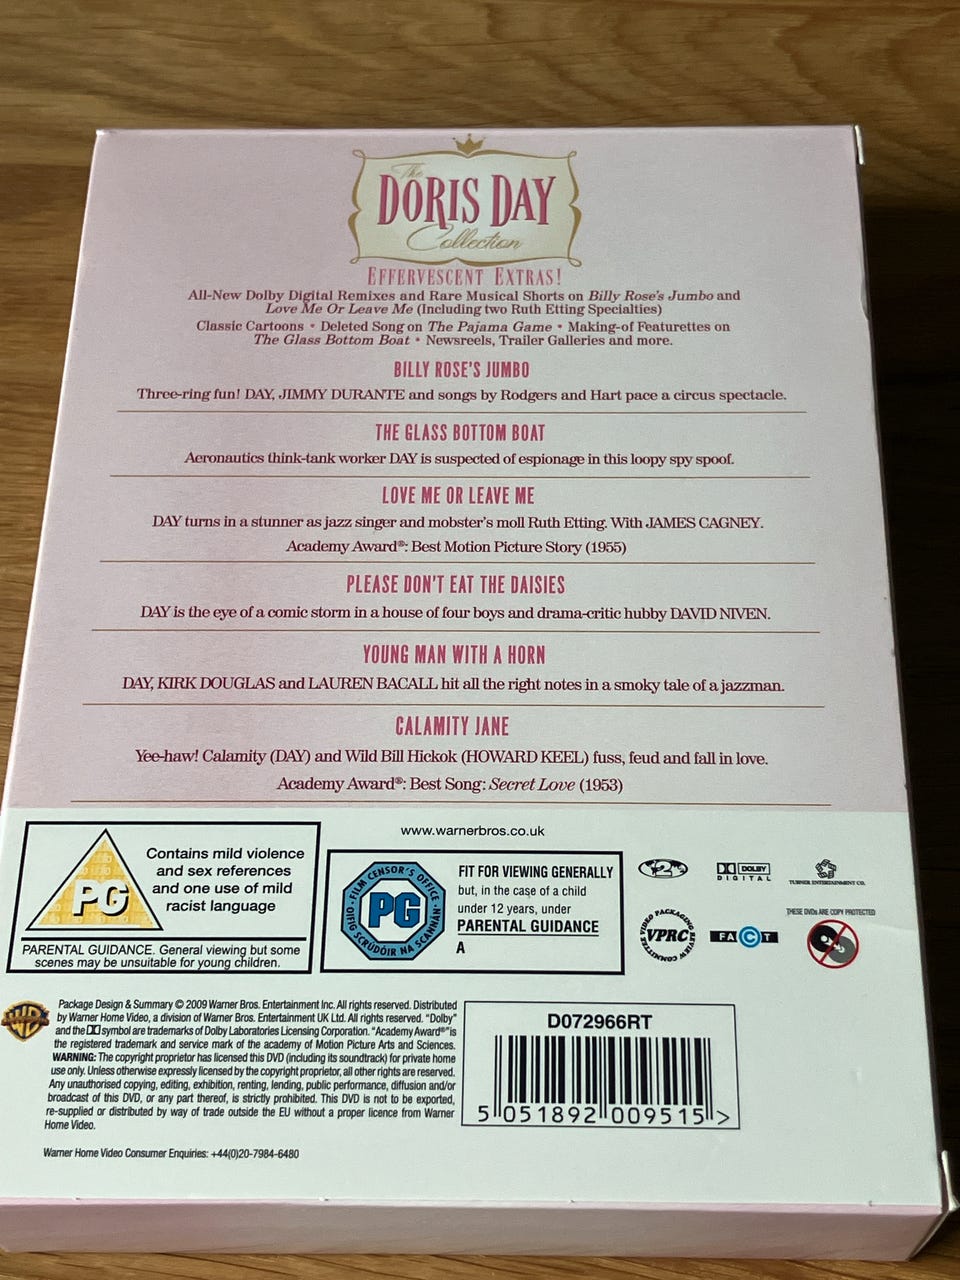 The
DORIS DAY
Collection
EFFERVESCENT EXTRAS!
All-New Dolby Digital Remixes and Rare Musical Shorts on Billy Rose's Jumbo and
Love Me Or Leave Me (Including two Ruth Etting Specialties)
Classic Cartoons • Deleted Song on The Pajama Game • Making-of Featurettes on
The Glass Bottom Boat • Newsreels, Trailer Galleries and more.
BILLY ROSE'S JUMBO
Three-ring fun! DAY, JIMMY DURANTE and songs by Rodgers and Hart pace a circus spectacle.
THE GLASS BOTTOM BOAT
Aeronautics think-tank worker DAY is suspected of espionage in this loopy spy spoof.
LOVE ME OR LEAVE ME
DAY turns in a stunner as jazz singer and mobster's moll Ruth Etting. With JAMES CAGNEY.
Academy Award®: Best Motion Picture Story (1955)
PLEASE DON'T EAT THE DAISIES
DAY is the eye of a comic storm in a house of four boys and drama-critic hubby DAVID NIVEN.
YOUNG MAN WITH A HORN
DAY, KIRK DOUGLAS and LAUREN BACALL hit all the right notes in a smoky tale of a jazzman.
CALAMITY JANE
Yee-haw! Calamity (DAY) and Wild Bill Hickok (HOWARD KEEL) fuss, feud and fall in love.
Academy Award®: Best Song: Secret Love (1953)
www.warnerbros.co.uk
PG
Contains mild violence
and sex references
and one use of mild
racist language
PARENTAL GUIDANCE. General viewing but some
scenes may be unsuitable for young children.
FILM CENSOR'S OFFICE
PG
OIFIG SCRÚDÓIR NA SCANNÁN
FIT FOR VIEWING GENERALLY
but, in the case of a child
under 12 years, under
PARENTAL GUIDANCE
A
2
DOLBY
DIGITAL
TURNER ENTERTAINMENT CO.
VIDEO PACKAGING
VPRC
REVIEW COMMITTEE
FACT
THESE DVDs ARE COPY PROTECTED
WB
Package Design & Summary © 2009 Warner Bros. Entertainment Inc. All rights reserved. Distributed
by Warner Home Video, a division of Warner Bros. Entertainment UK Ltd. All rights reserved. "Dolby"
and the DD symbol are trademarks of Dolby Laboratories Licensing Corporation. "Academy Award®" is
the registered trademark and service mark of the academy of Motion Picture Arts and Sciences.
WARNING: The copyright proprietor has licensed this DVD (including its soundtrack) for private home
use only. Unless otherwise expressly licensed by the copyright proprietor, all other rights are reserved.
Any unauthorised copying, editing, exhibition, renting, lending, public performance, diffusion and/or
broadcast of this DVD, or any part thereof, is strictly prohibited. This DVD is not to be exported,
re-supplied or distributed by way of trade outside the EU without a proper licence from Warner
Home Video.
Warner Home Video Consumer Enquiries: +44(0)20-7984-6480
D072966RT
5 051892 009515 >